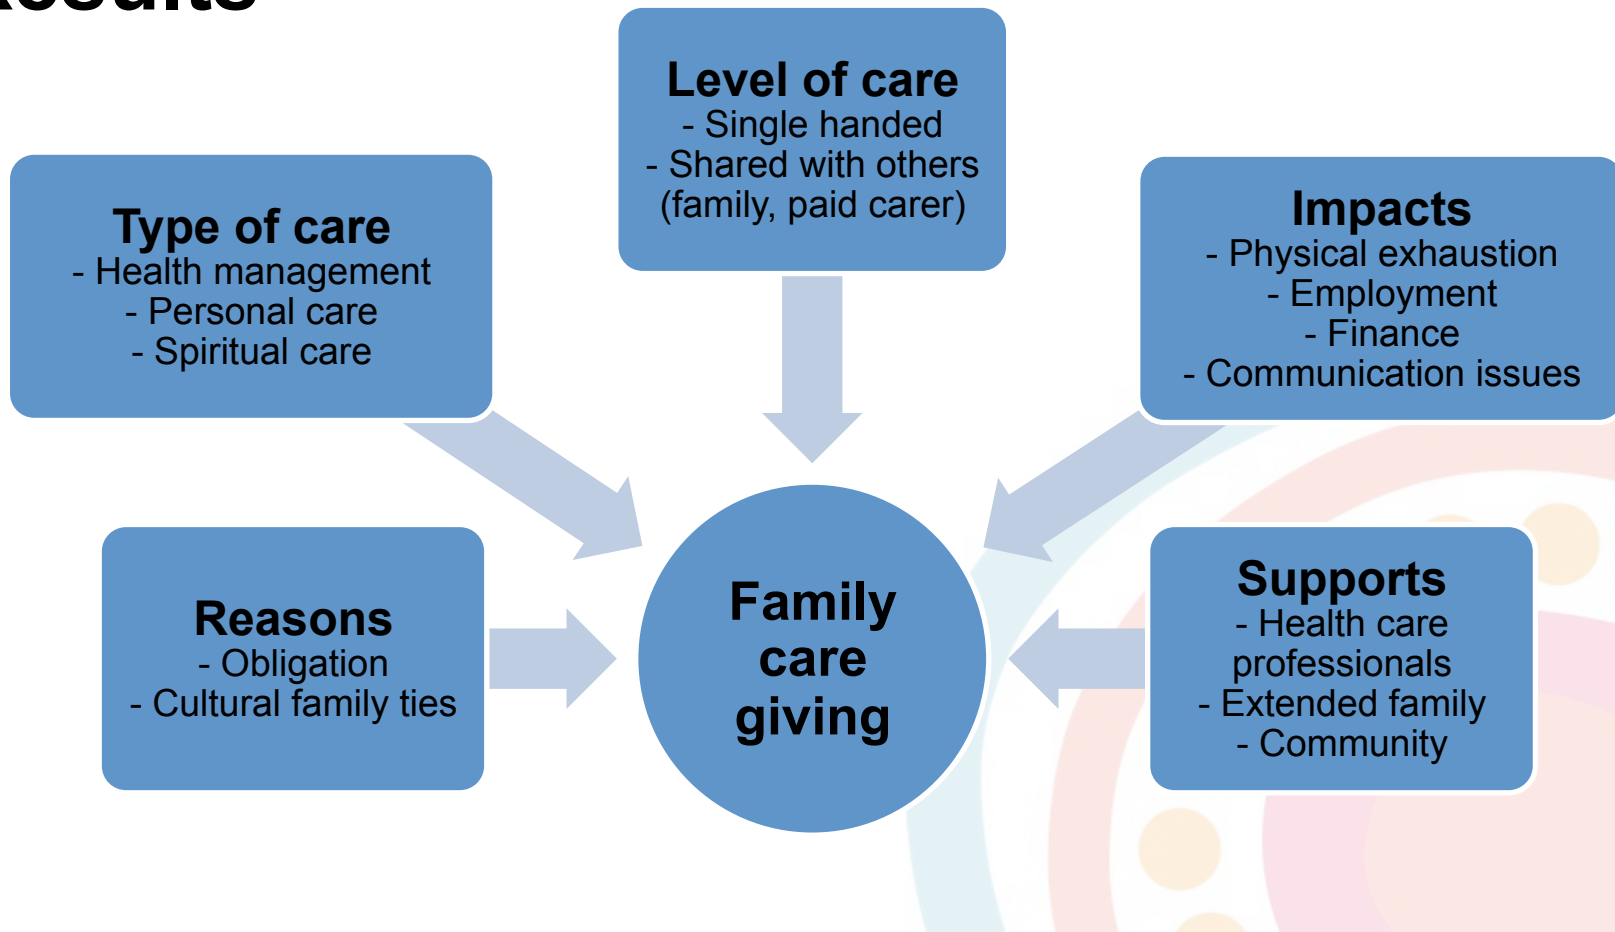 Results
Type of care
- Health management
- Personal care
- Spiritual care
Level of care
- Single handed
- Shared with others
(family, paid carer)
Impacts
- Physical exhaustion
- Employment
- Finance
- Communication issues
Reasons
- Obligation
- Cultural family ties
Family
care
giving
Supports
- Health care
professionals
- Extended family
- Community